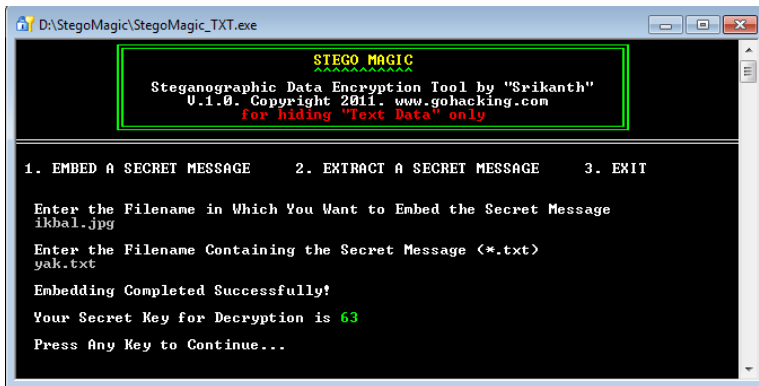 D:\StegoMagic\StegoMagic_TXT.exe
STEGO MAGIC
^^^^^^^^^^^
Steganographic Data Encryption Tool by "Srikanth"
V.1.0. Copyright 2011. www.gohacking.com
for hiding "Text Data" only
1. EMBED A SECRET MESSAGE 2. EXTRACT A SECRET MESSAGE 3. EXIT
Enter the Filename in Which You Want to Embed the Secret Message
ikbal.jpg
Enter the Filename Containing the Secret Message (*.txt)
yak.txt
Embedding Completed Successfully!
Your Secret Key for Decryption is 63
Press Any Key to Continue...